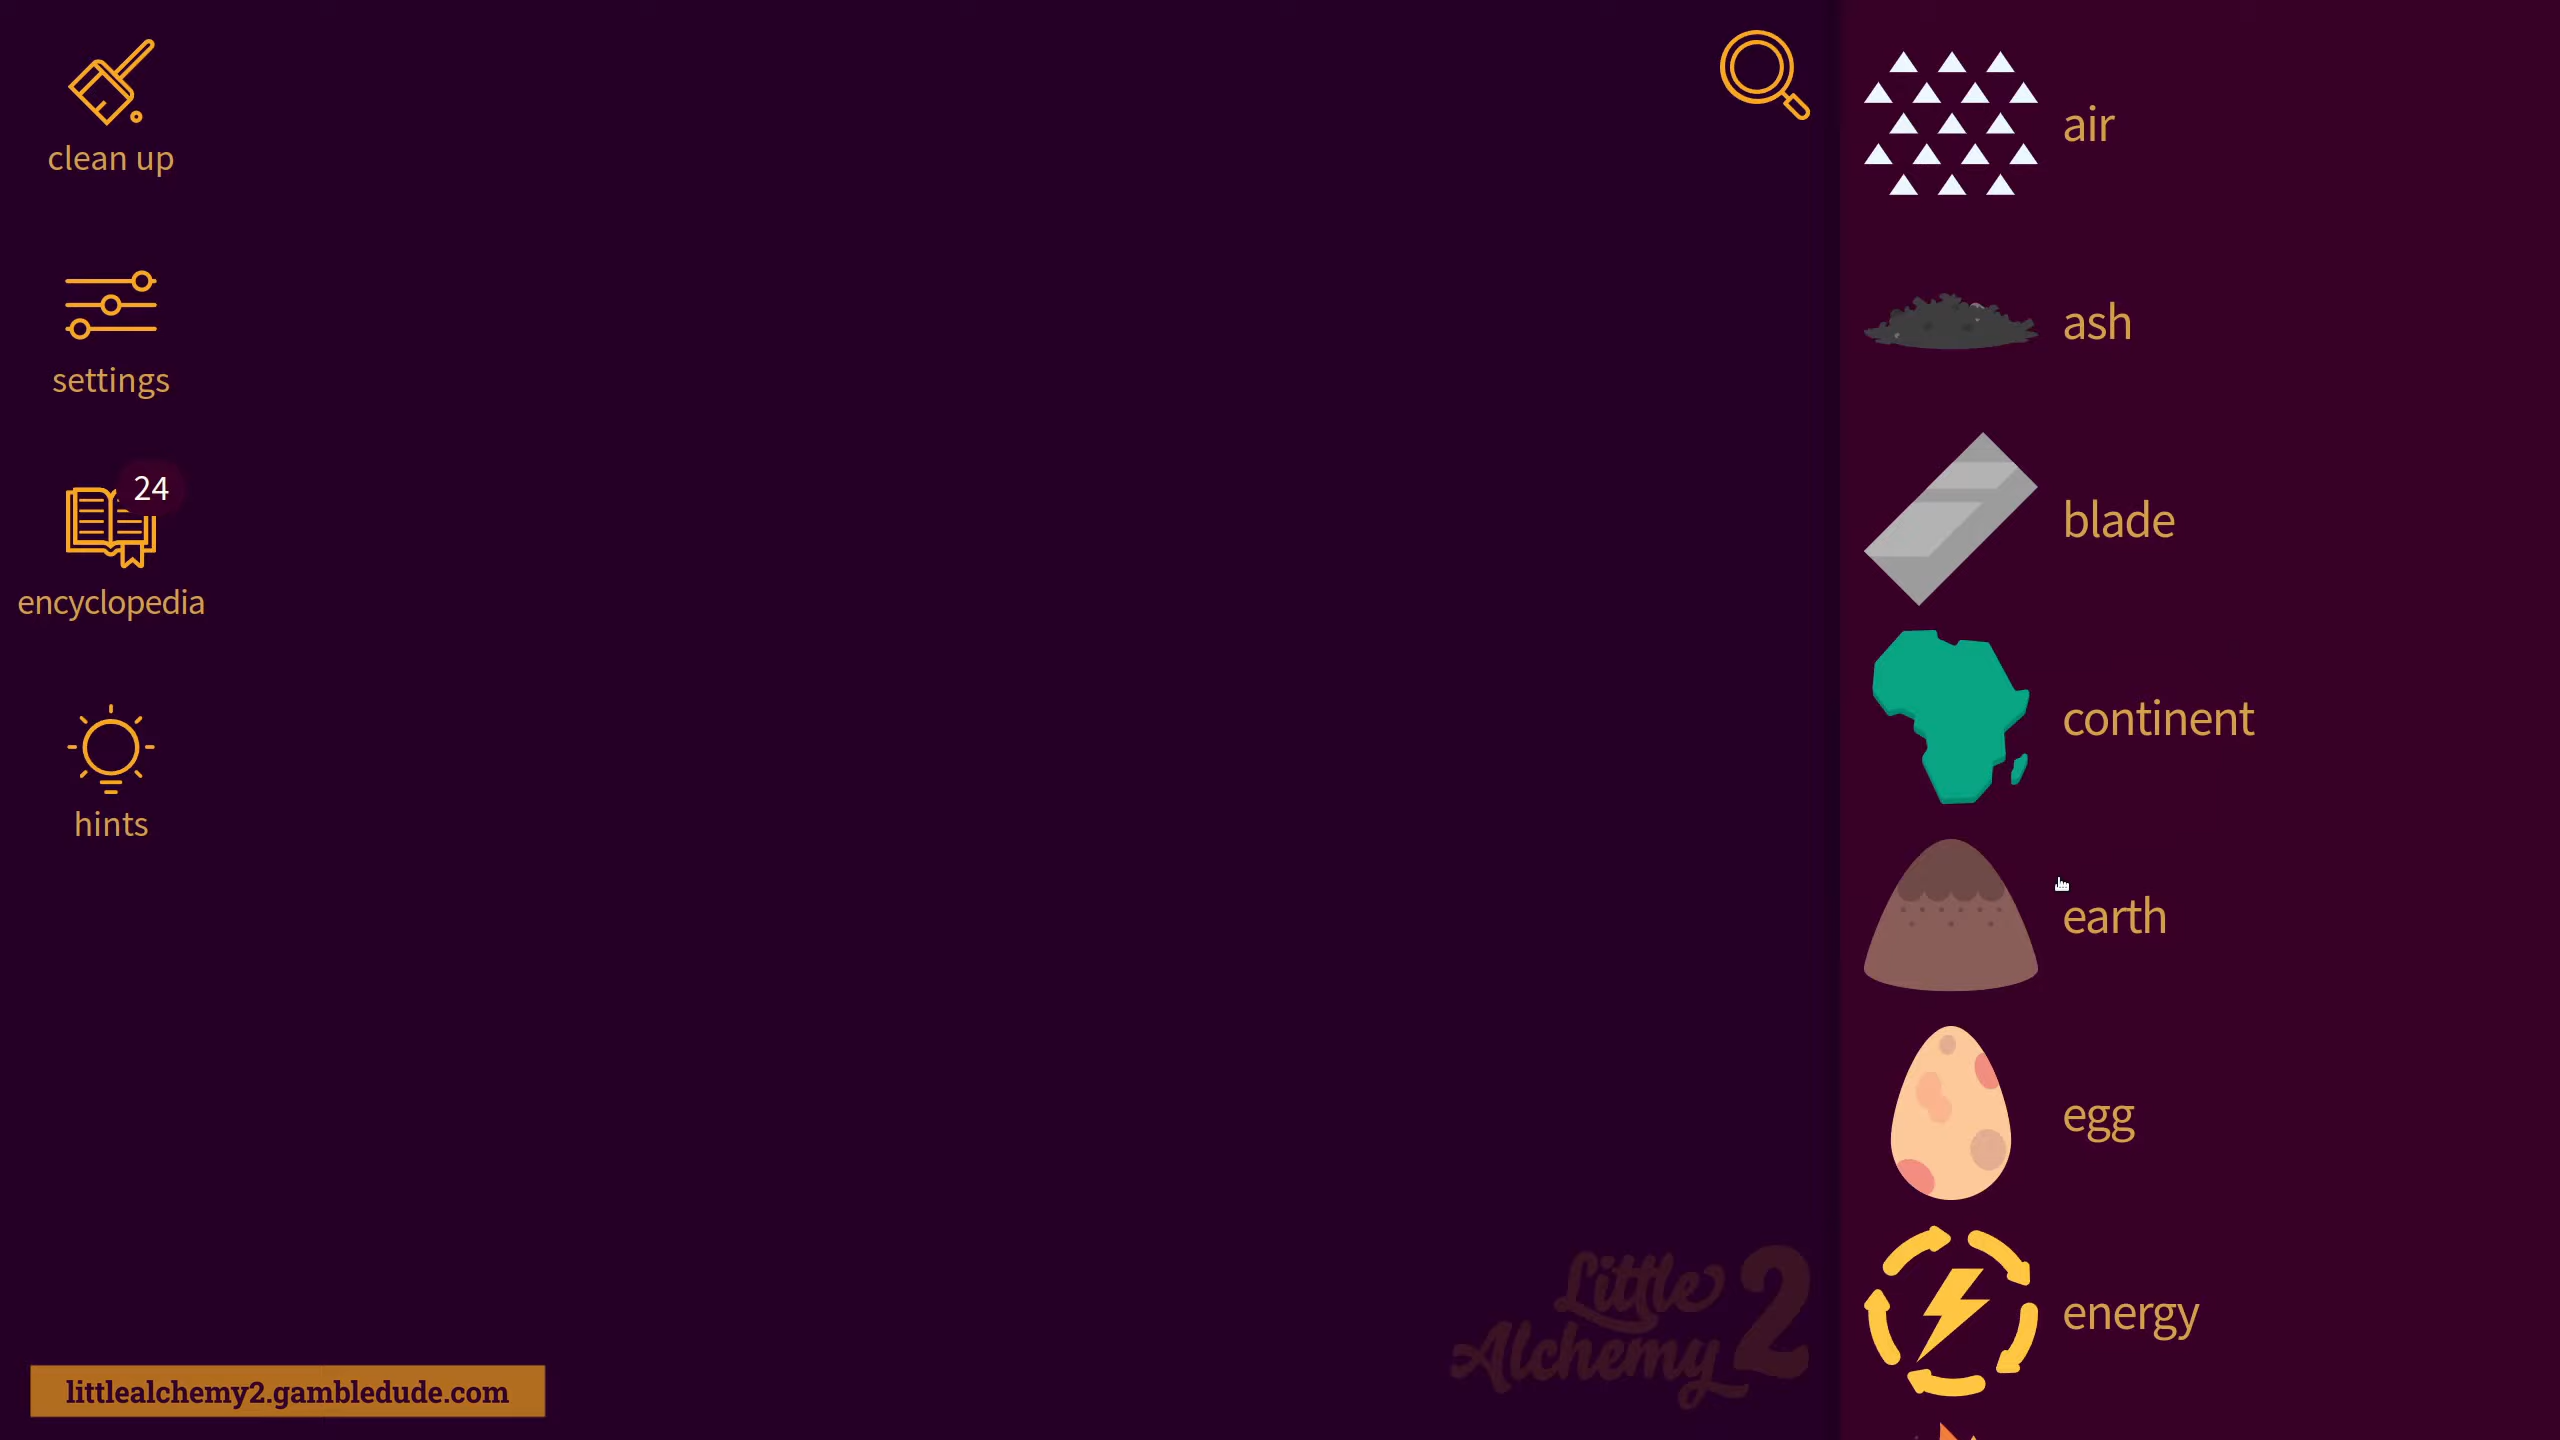 clean up
settings
24
encyclopedia
hints
air
ash
blade
continent
earth
egg
energy
Little
Alchemy 2
littlealchemy2.gambledude.com